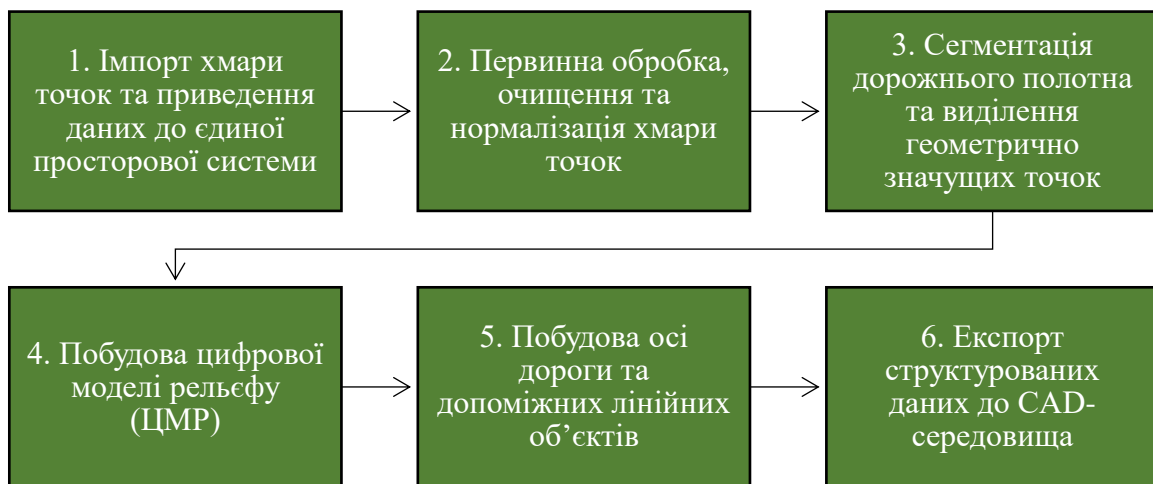 1. Імпорт хмари
точок та приведення
даних до єдиної
просторової системи
2. Первинна обробка,
очищення та
нормалізація хмари
точок
3. Сегментація
дорожнього полотна
та виділення
геометрично
значущих точок
4. Побудова цифрової
моделі рельєфу
(ЦМР)
5. Побудова осі
дороги та
допоміжних лінійних
об’єктів
6. Експорт
структурованих
даних до CAD-
середовища